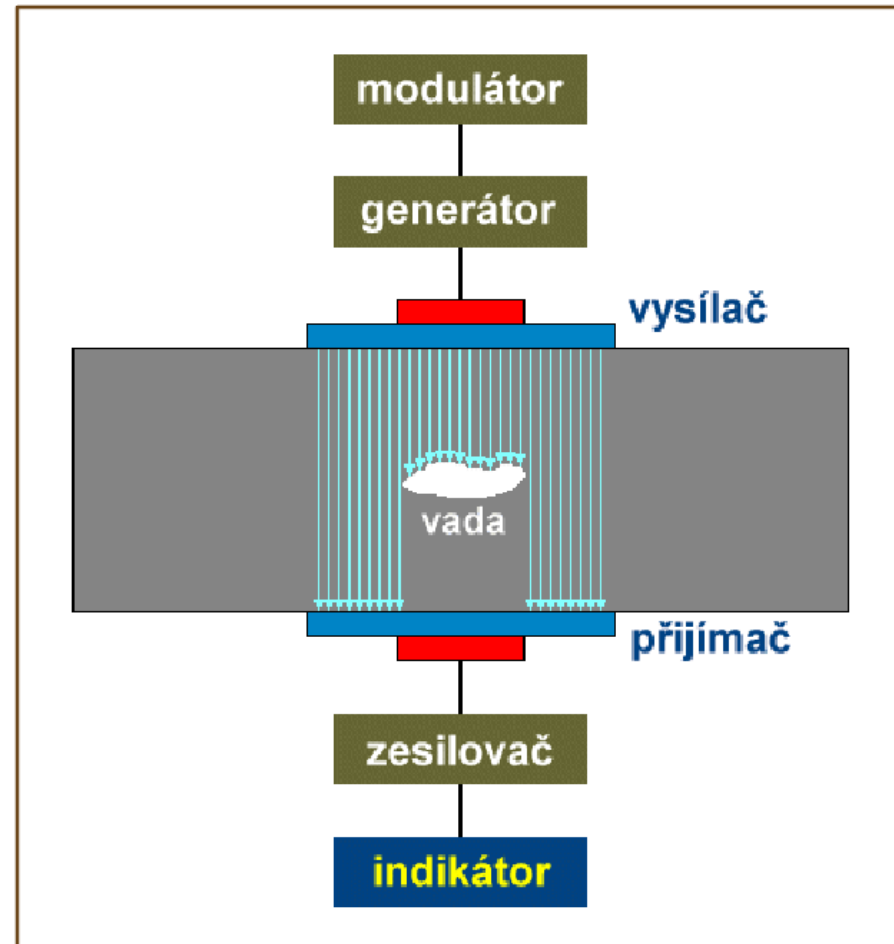 modulátor
generátor
vysílač
vada
přijímač
zesilovač
indikátor